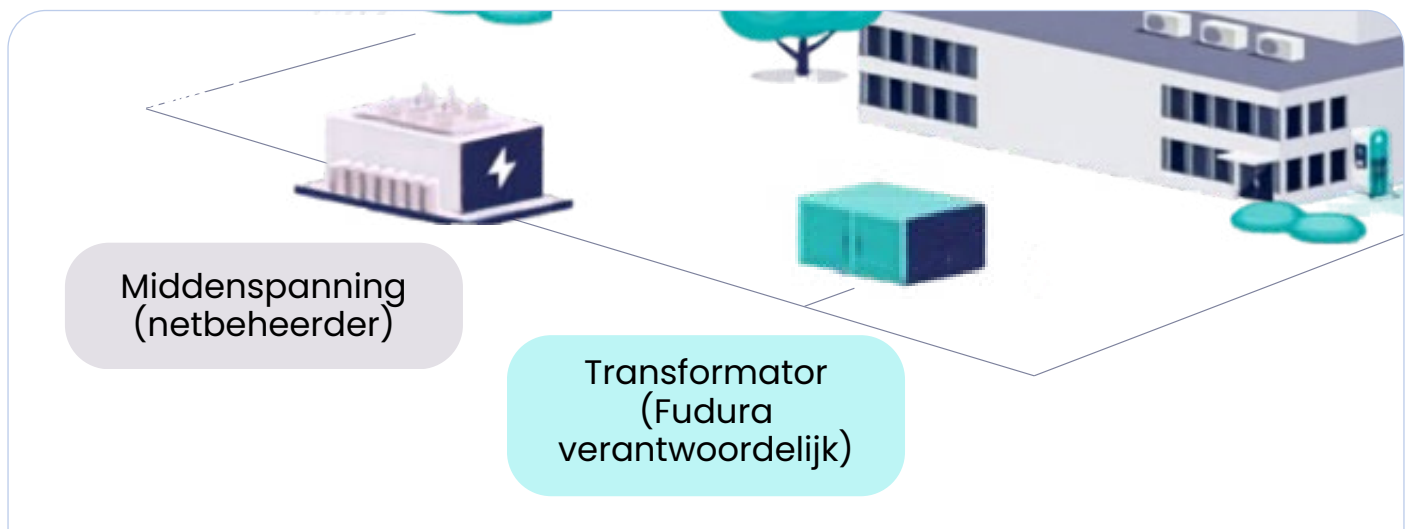 Middenspanning
(netbeheerder)
Transformator
(Fudura
verantwoordelijk)